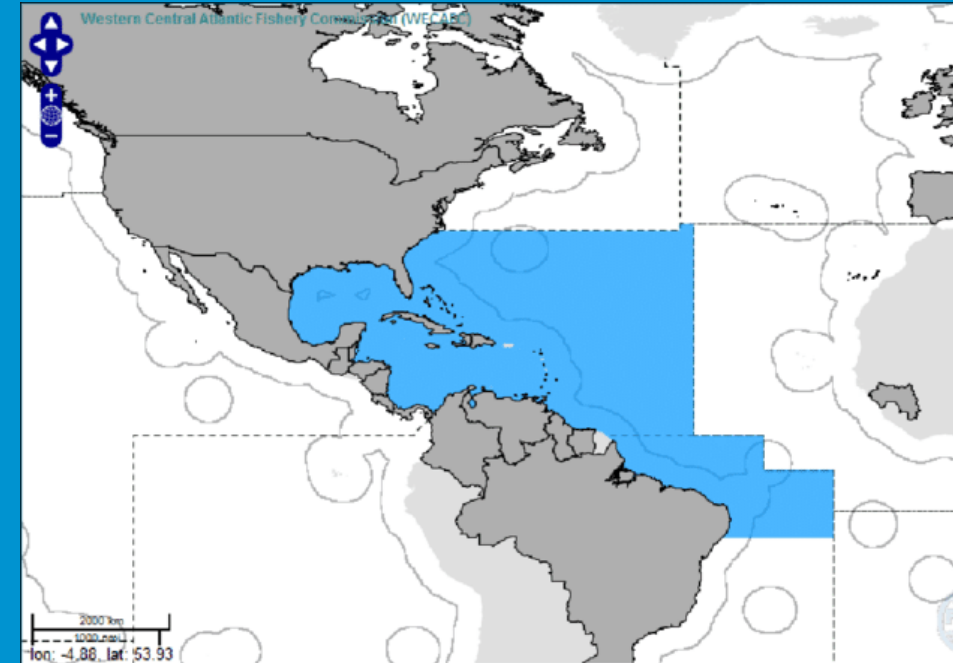 Western Central Atlantic Fishery Commission (WECAFC)
2000 km
1000 nmi
lon: -4.88, lat: 53.93